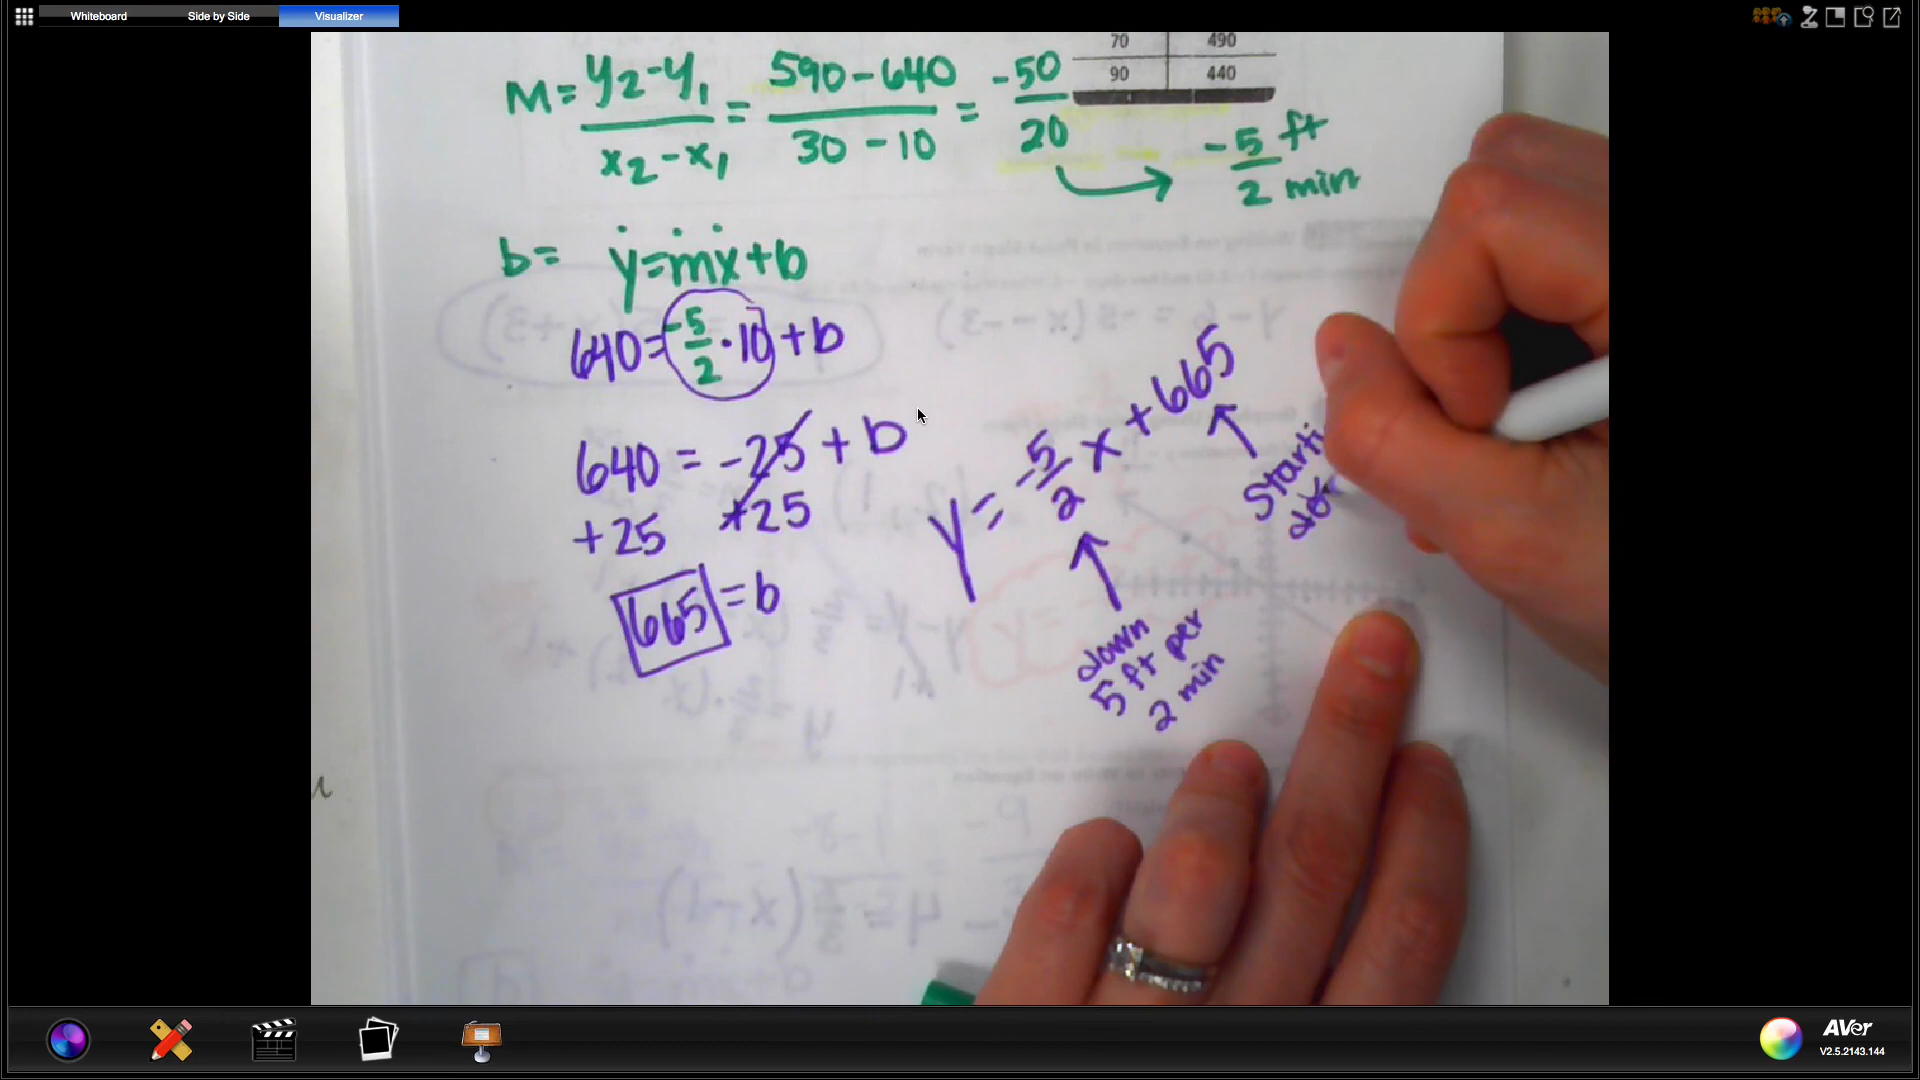 Whiteboard Side by Side Visualizer
70 490
90 440
M = y2-y1 / x2-x1 = 590-640 / 30-10 = -50/20
-5/2 ft min
b= y=mx+b
640 = -5/2 · 10 + b
640 = -25 + b
+25 +25
665 = b
y = -5/2 x + 665
down
5 ft per
2 min
AVer
V2.5.2143.144